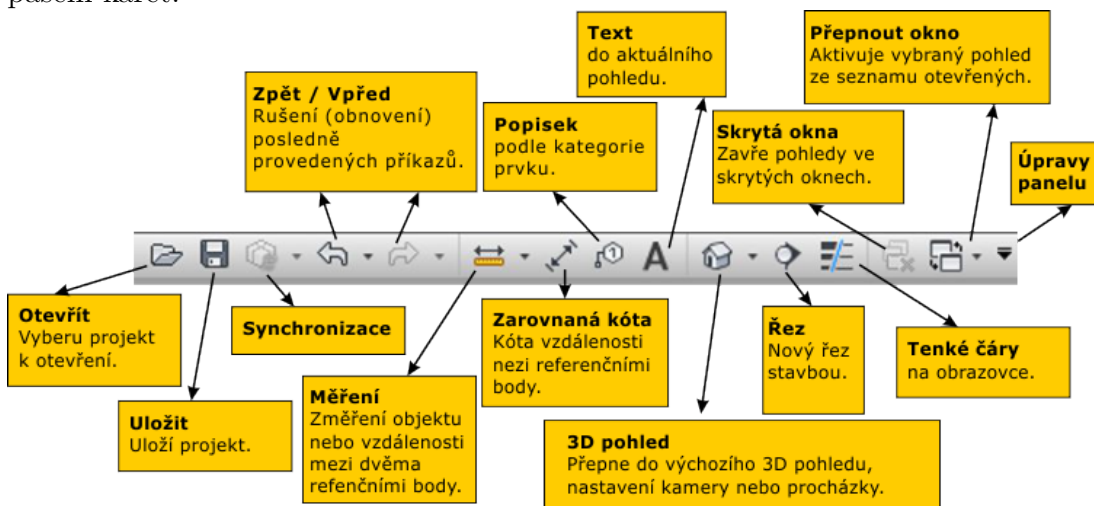 pásem karet.
Text
do aktuálního
pohledu.
Přepnout okno
Aktivuje vybraný pohled
ze seznamu otevřených.
Zpět / Vpřed
Rušení (obnovení)
posledně
provedených příkazů.
Popisek
podle kategorie
prvku.
Skrytá okna
Zavře pohledy ve
skrytých oknech.
Úpravy
panelu
1
A
Otevřít
Vyberu projekt
k otevření.
Synchronizace
Zarovnaná kóta
Kóta vzdálenosti
nezi referenčními
body.
Řez
Nový řez
stavbou.
Tenké čáry
na obrazovce.
Uložit
Uloží projekt.
Měření
Změření objektu
nebo vzdálenosti
mezi dvěma
refenčními body.
3D pohled
Přepne do výchozího 3D pohledu,
nastavení kamery nebo procházky.